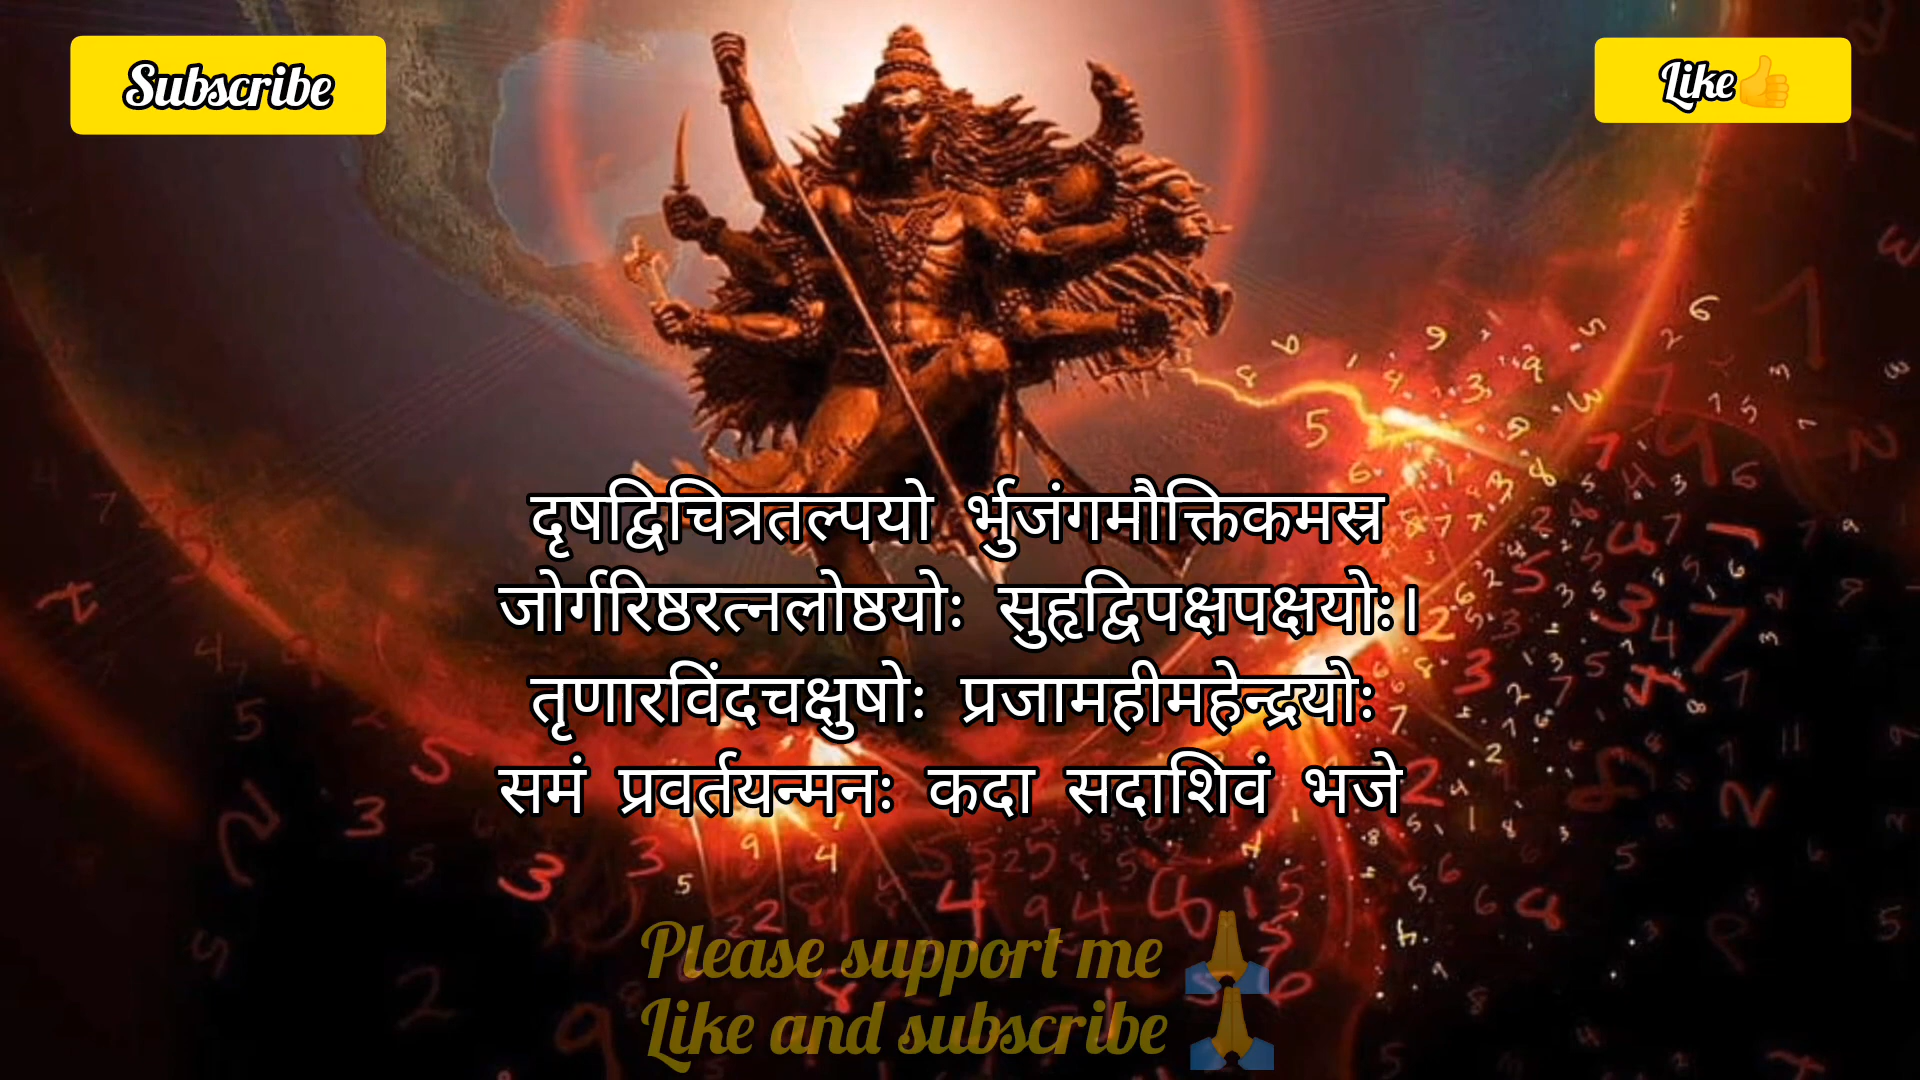 Subscribe
Like👍
दृषद्विचित्रतल्पयो र्भुजंगमौक्तिकमस्र
जोर्गरिष्ठरत्नलोष्ठयोः सुहृद्विपक्षपक्षयोः।
तृणारविंदचक्षुषोः प्रजामहीमहेन्द्रयोः
समं प्रवर्तयन्मनः कदा सदाशिवं भजे
Please support me 🙏
Like and subscribe 🙏